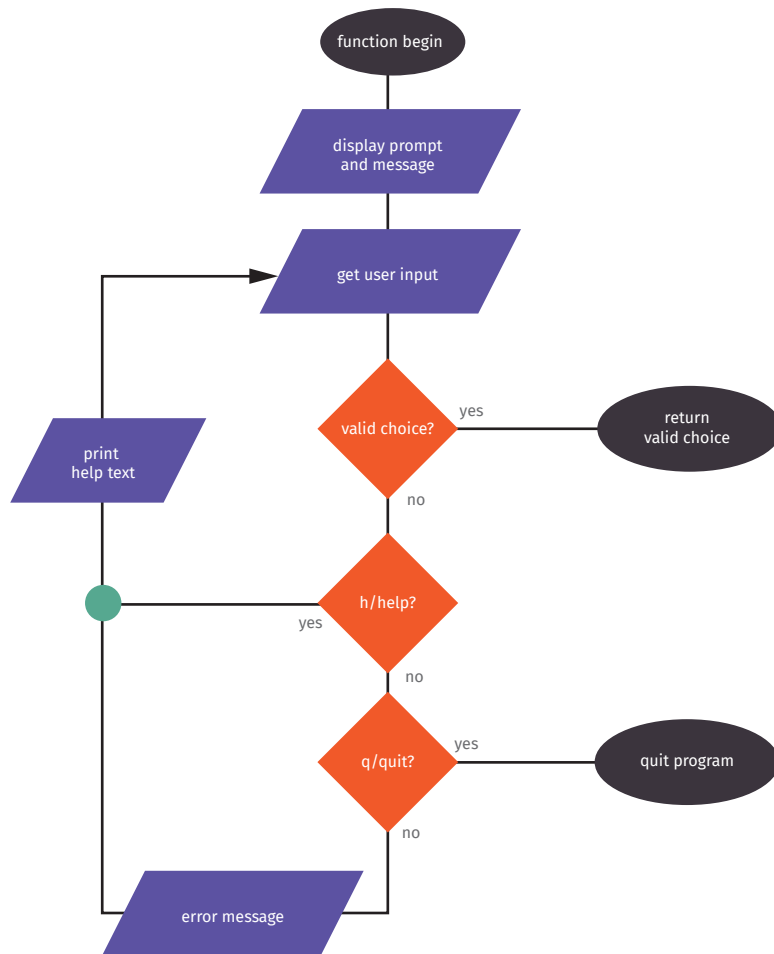 function begin
display prompt
and message
get user input
valid choice?
yes
return
valid choice
print
help text
no
h/help?
yes
no
q/quit?
yes
quit program
no
error message